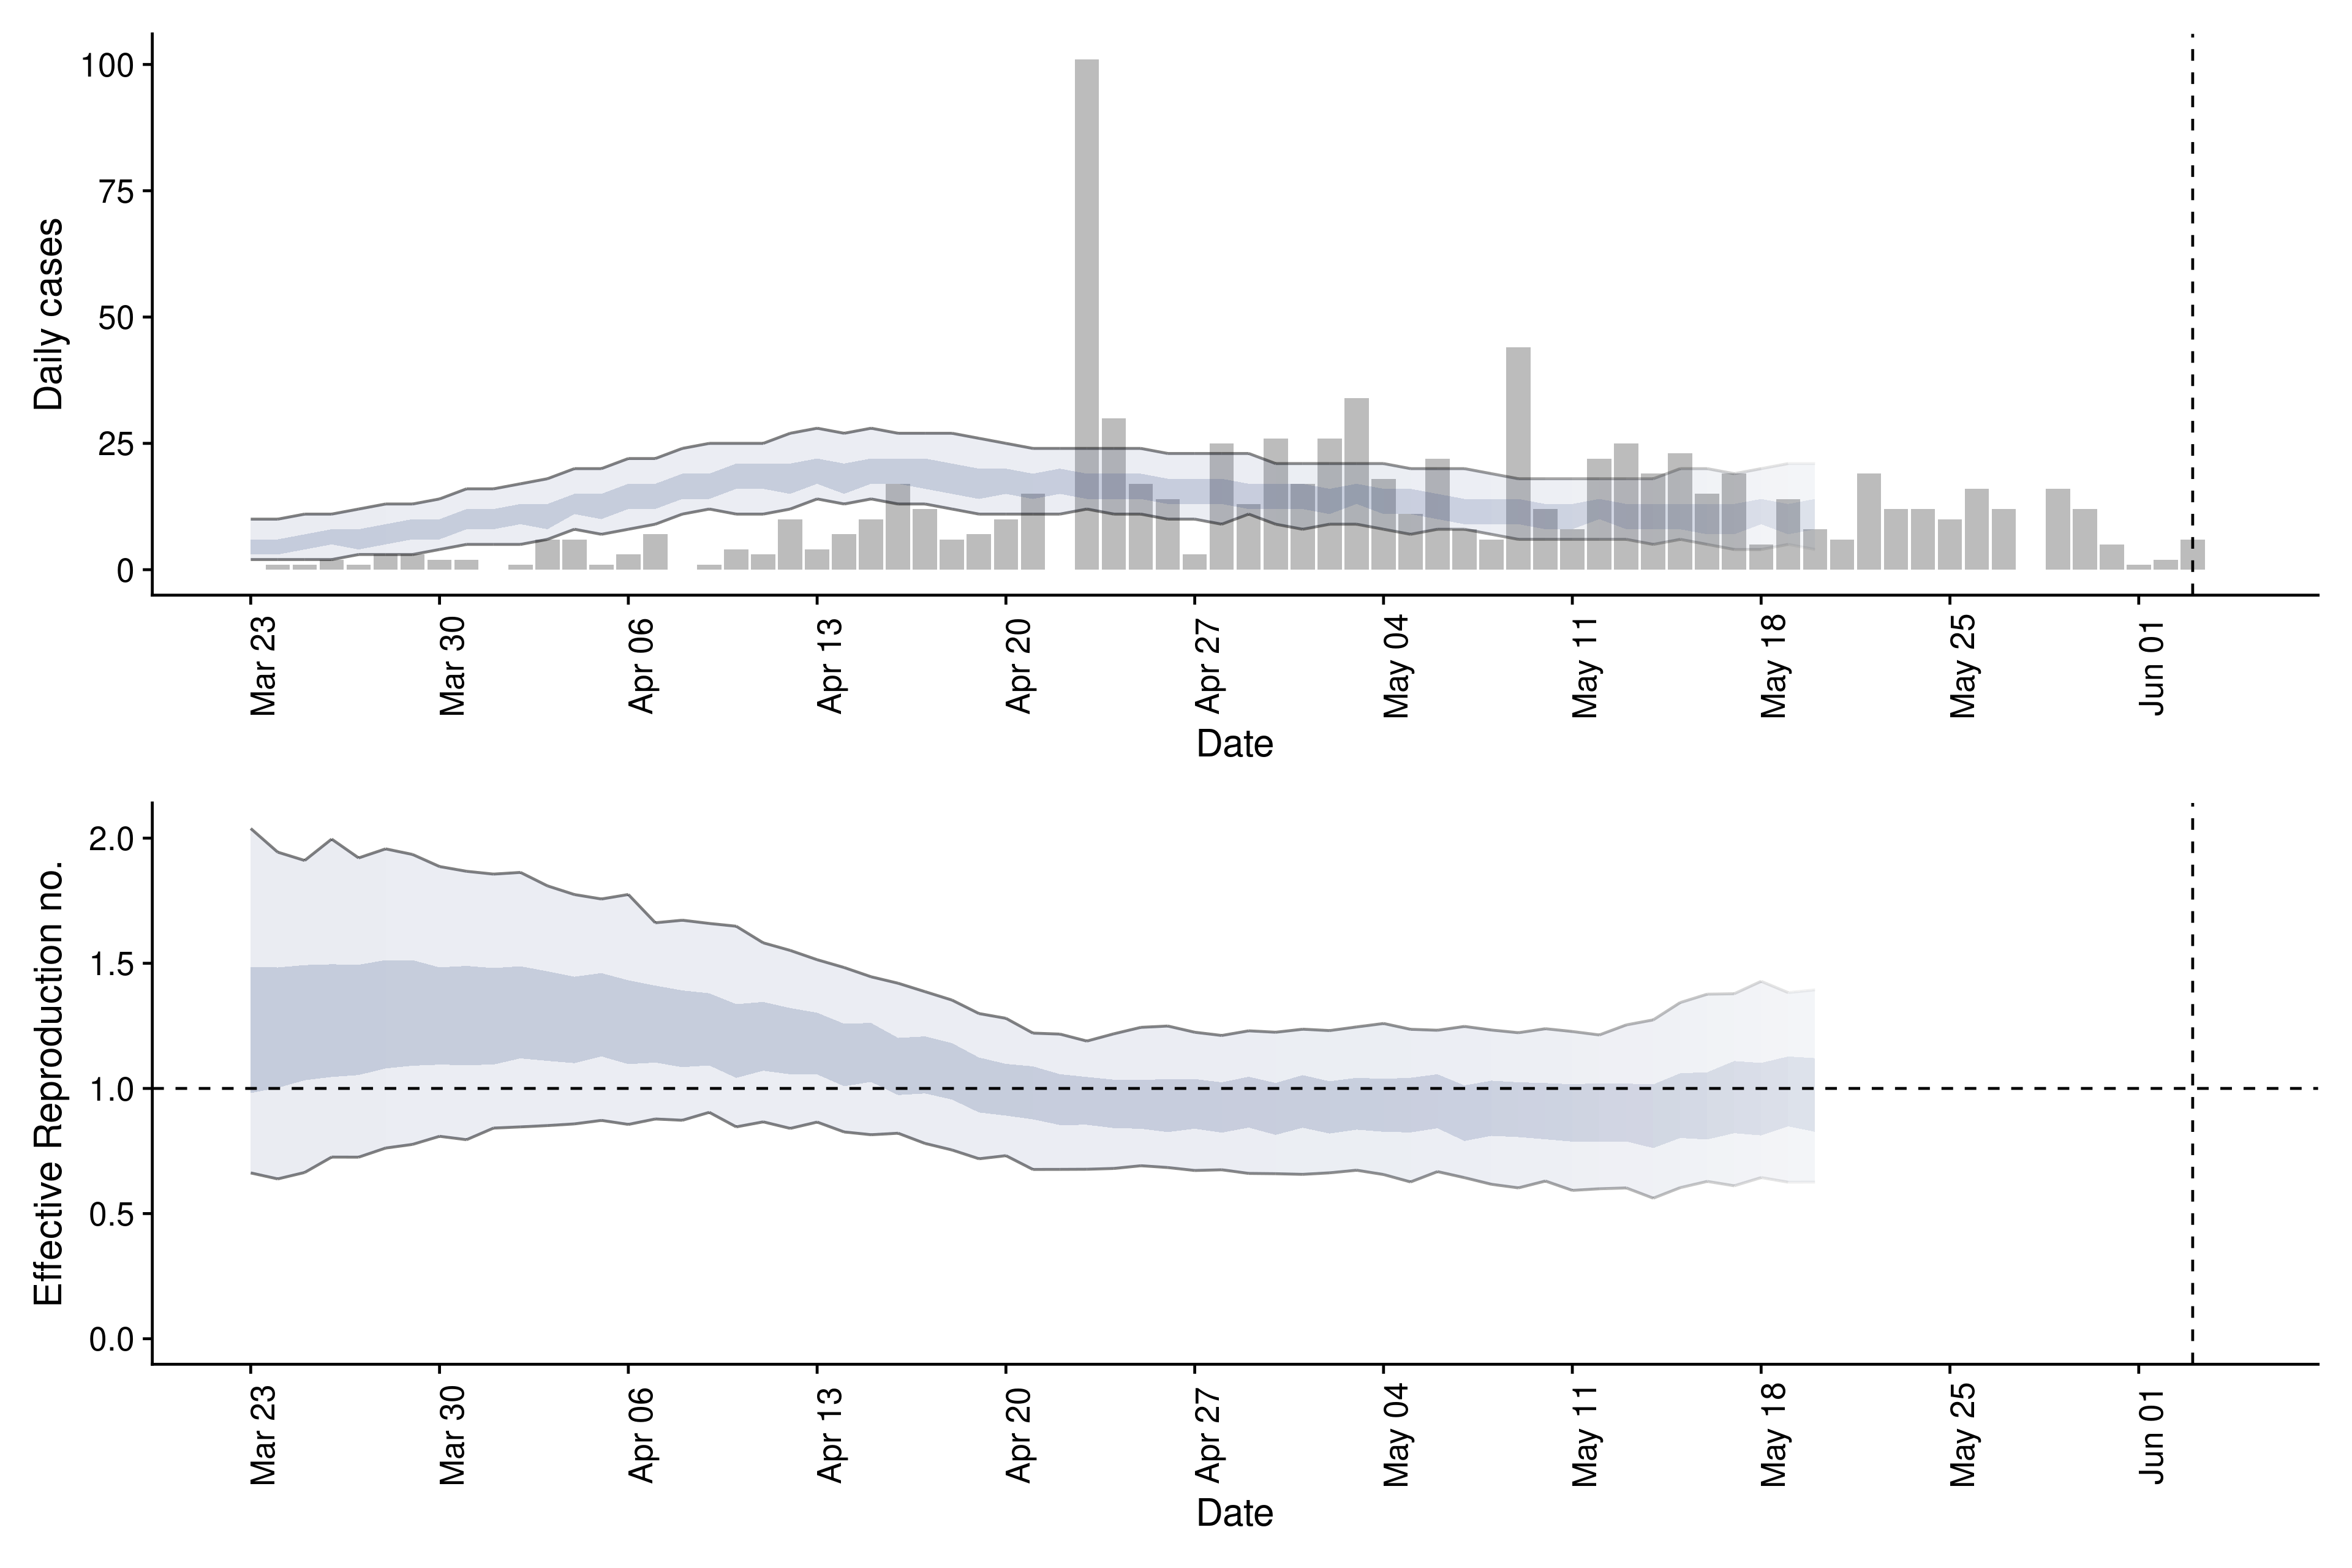 Daily cases
100
75
50
25
0
Mar 23
Mar 30
Apr 06
Apr 13
Apr 20
Apr 27
May 04
May 11
May 18
May 25
Jun 01
Date
Effective Reproduction no.
2.0
1.5
1.0
0.5
0.0
Mar 23
Mar 30
Apr 06
Apr 13
Apr 20
Apr 27
May 04
May 11
May 18
May 25
Jun 01
Date